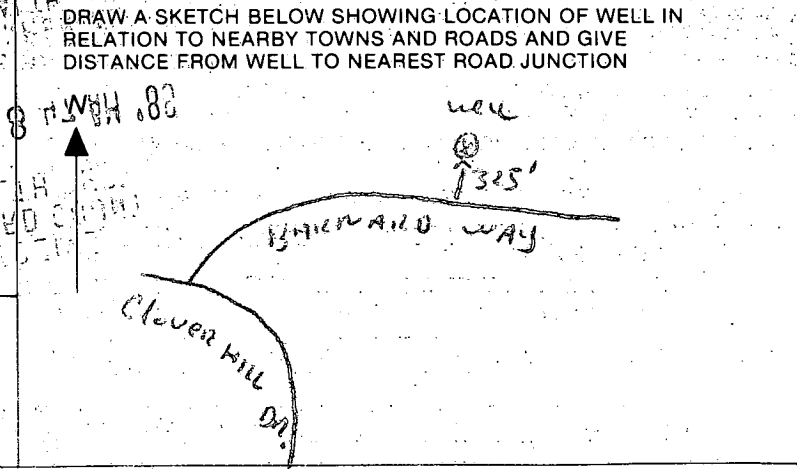 DRAW A SKETCH BELOW SHOWING LOCATION OF WELL IN
RELATION TO NEARBY TOWNS AND ROADS AND GIVE
DISTANCE FROM WELL TO NEAREST ROAD JUNCTION
well
325'
BARNARD WAY
Clover HILL
DR.